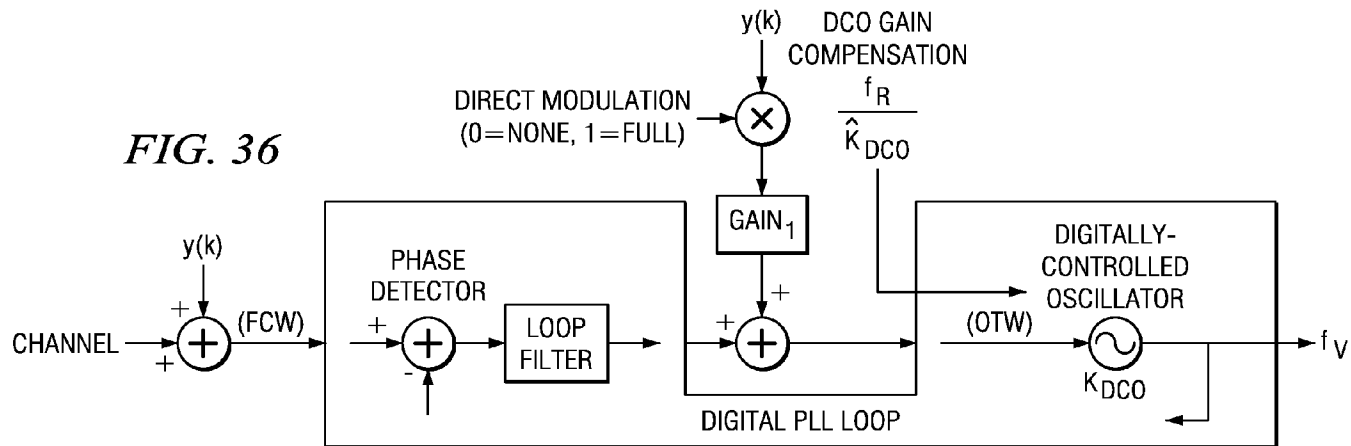 y(k)
DCO GAIN
COMPENSATION
f_R
K̂_DCO
DIRECT MODULATION
(0=NONE, 1=FULL)
×
FIG. 36
GAIN₁
y(k)
+
+
+
CHANNEL
(FCW)
PHASE
DETECTOR
+
+
-
LOOP
FILTER
+
+
+
DIGITALLY-
CONTROLLED
OSCILLATOR
(OTW)
K_DCO
f_V
DIGITAL PLL LOOP